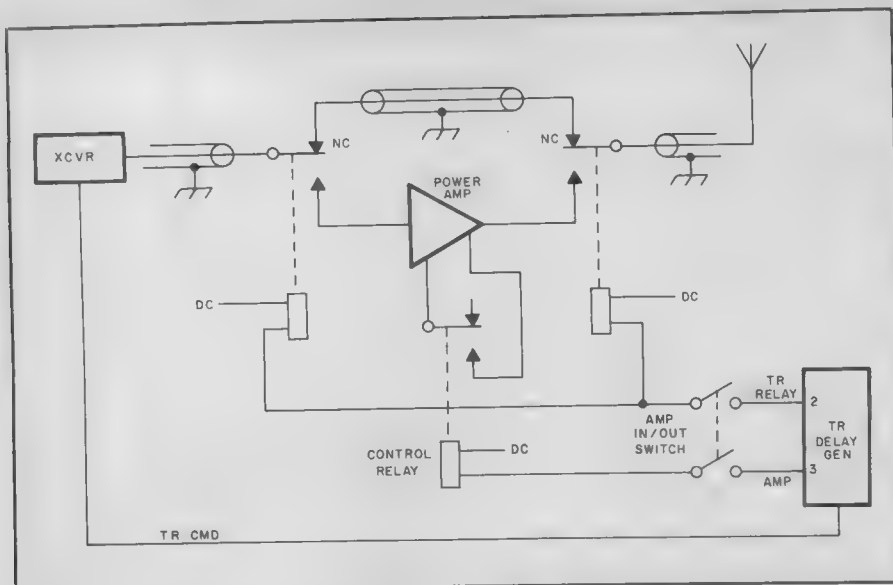 XCVR
NC
NC
POWER
AMP
DC
DC
TR
RELAY
2
AMP
IN/OUT
SWITCH
TR
DELAY
GEN
CONTROL
RELAY
DC
3
AMP
TR CMD